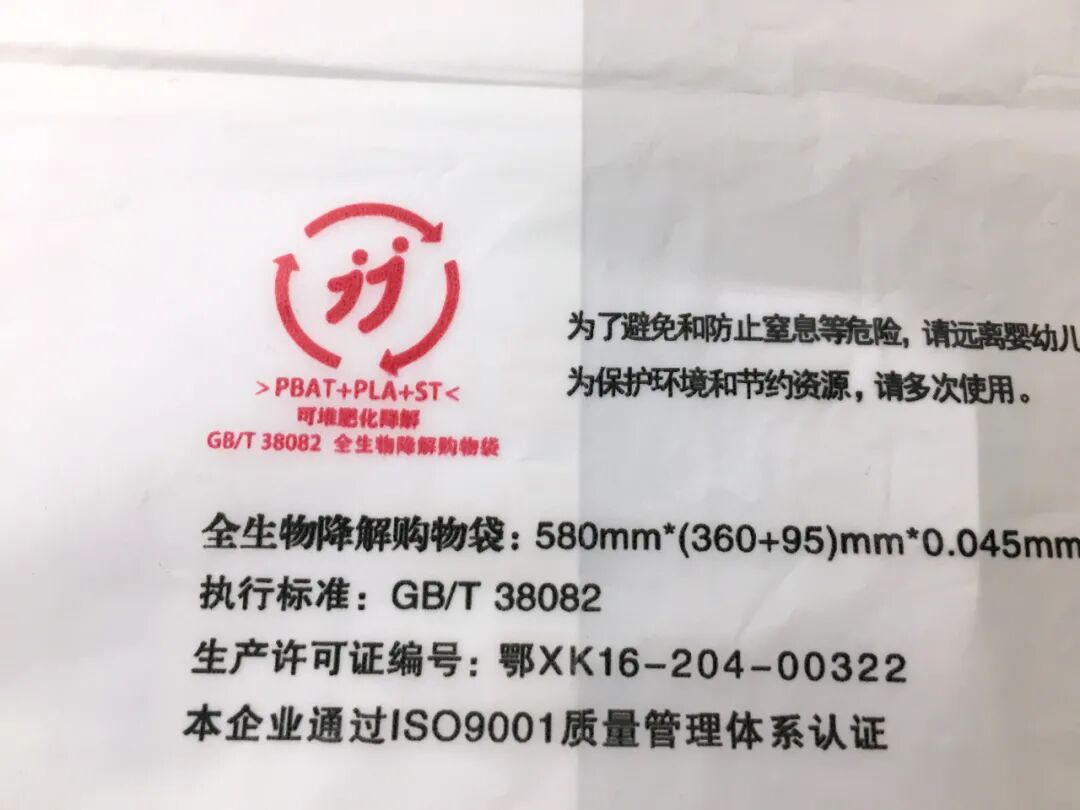 >PBAT+PLA+ST<
可堆肥化降解
GB/T 38082 全生物降解购物袋
为了避免和防止窒息等危险, 请远离婴幼儿
为保护环境和节约资源，请多次使用。
全生物降解购物袋：580mm*(360+95)mm*0.045mm
执行标准：GB/T 38082
生产许可证编号：鄂XK16-204-00322
本企业通过ISO9001质量管理体系认证